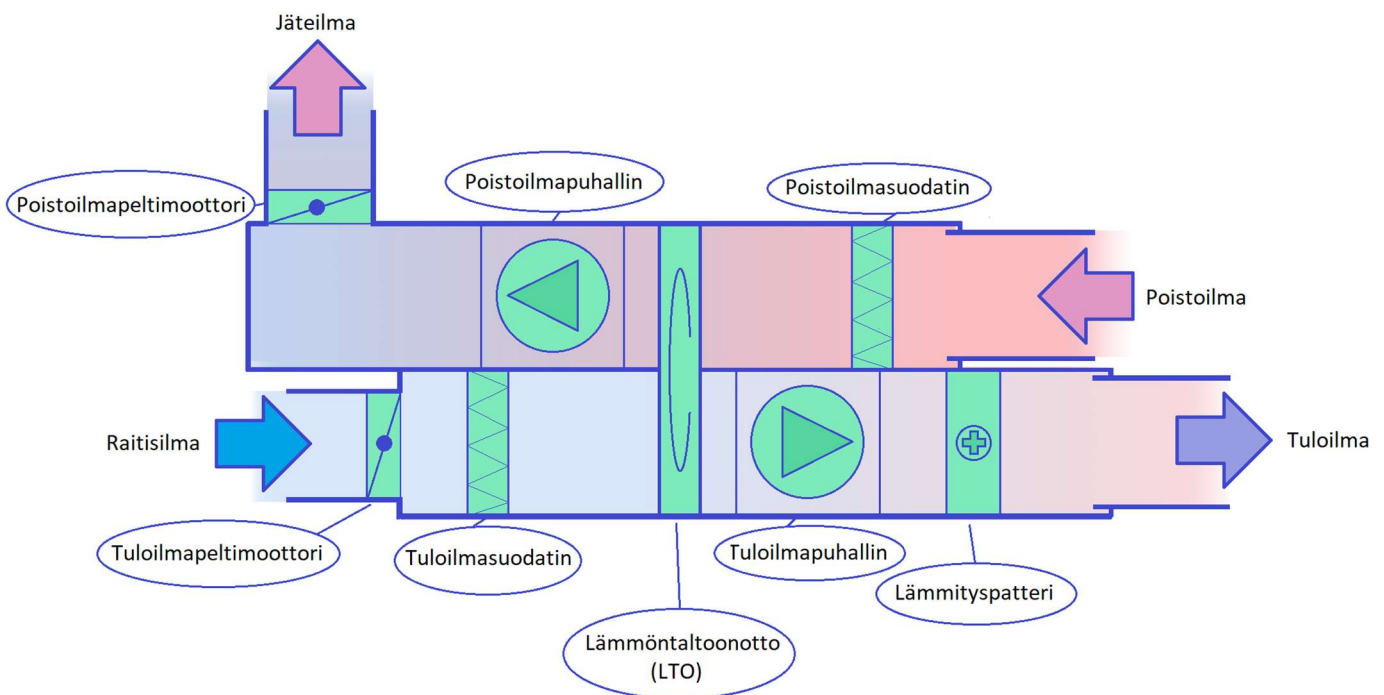 Jäteilma
Poistoilmapeltimoottori
Poistoilmapuhallin
Poistoilmasuodatin
Poistoilma
Raitisilma
Tuloilma
Tuloilmapeltimoottori
Tuloilmasuodatin
Tuloilmapuhallin
Lämmityspatteri
Lämmöntaltoonotto
(LTO)